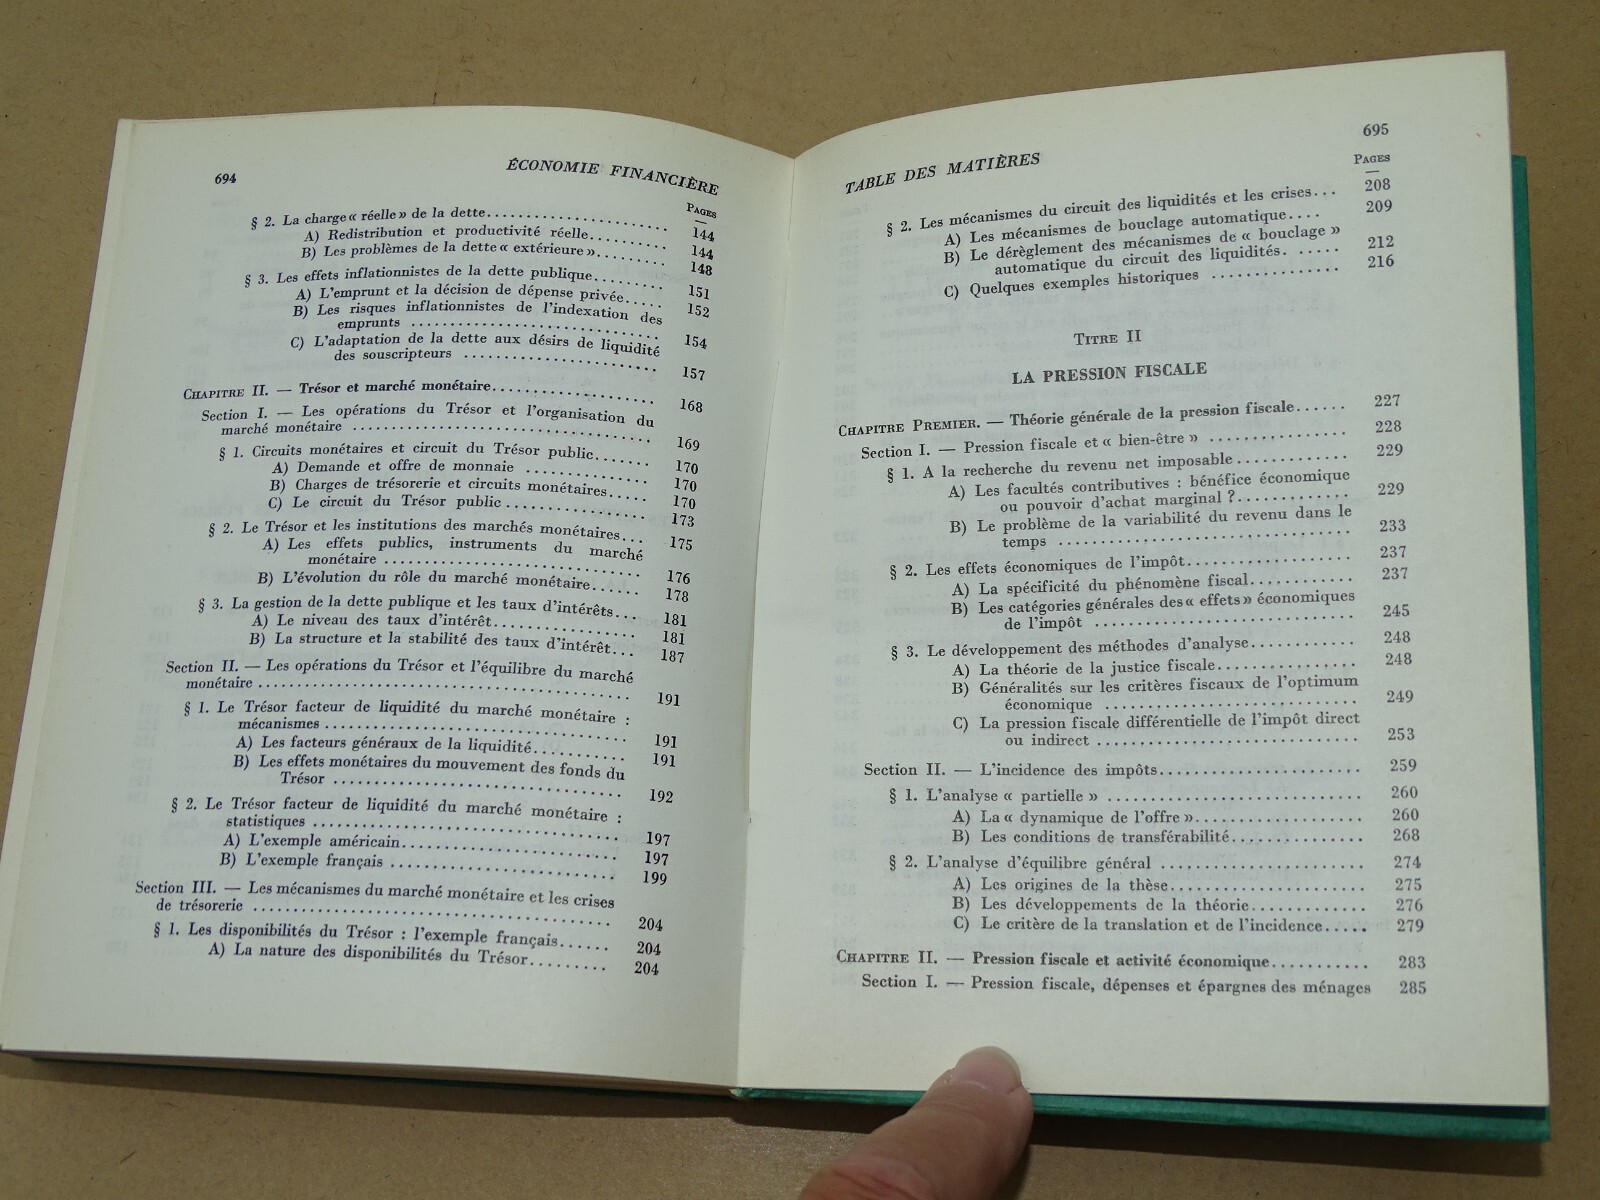 694
ÉCONOMIE FINANCIÈRE
PAGES
§ 2. La charge « réelle » de la dette.................... 144
A) Redistribution et productivité réelle......... 144
B) Les problèmes de la dette « extérieure »......... 148
§ 3. Les effets inflationnistes de la dette publique......... 151
A) L'emprunt et la décision de dépense privée..... 152
B) Les risques inflationnistes de l'indexation des
emprunts .............................. 154
C) L'adaptation de la dette aux désirs de liquidité
des souscripteurs ........................ 157
CHAPITRE II. — Trésor et marché monétaire.................... 168
Section I. — Les opérations du Trésor et l'organisation du
marché monétaire .................................... 169
§ 1. Circuits monétaires et circuit du Trésor public....... 170
A) Demande et offre de monnaie ............... 170
B) Charges de trésorerie et circuits monétaires..... 170
C) Le circuit du Trésor public.................. 173
§ 2. Le Trésor et les institutions des marchés monétaires... 175
A) Les effets publics, instruments du marché
monétaire .............................. 176
B) L'évolution du rôle du marché monétaire...... 178
§ 3. La gestion de la dette publique et les taux d'intérêts... 181
A) Le niveau des taux d'intérêt.................. 181
B) La structure et la stabilité des taux d'intérêt... 187
Section II. — Les opérations du Trésor et l'équilibre du marché
monétaire............................................. 191
§ 1. Le Trésor facteur de liquidité du marché monétaire :
mécanismes ................................... 191
A) Les facteurs généraux de la liquidité............ 191
B) Les effets monétaires du mouvement des fonds du
Trésor ................................... 192
§ 2. Le Trésor facteur de liquidité du marché monétaire :
statistiques ..................................... 197
A) L'exemple américain........................... 197
B) L'exemple français ........................... 199
Section III. — Les mécanismes du marché monétaire et les crises
de trésorerie .......................................... 204
§ 1. Les disponibilités du Trésor : l'exemple français...... 204
A) La nature des disponibilités du Trésor......... 204
TABLE DES MATIÈRES
695
PAGES
§ 2. Les mécanismes du circuit des liquidités et les crises... 208
A) Les mécanismes de bouclage automatique.... 209
B) Le dérèglement des mécanismes de « bouclage »
automatique du circuit des liquidités. ...... 212
C) Quelques exemples historiques ............... 216
TITRE II
LA PRESSION FISCALE
CHAPITRE PREMIER. — Théorie générale de la pression fiscale...... 227
Section I. — Pression fiscale et « bien-être » ................ 228
§ 1. A la recherche du revenu net imposable............. 229
A) Les facultés contributives : bénéfice économique
ou pouvoir d'achat marginal ?............. 229
B) Le problème de la variabilité du revenu dans le
temps .................................. 233
§ 2. Les effets économiques de l'impôt.................. 237
A) La spécificité du phénomène fiscal............ 237
B) Les catégories générales des « effets » économiques
de l'impôt ............................... 245
§ 3. Le développement des méthodes d'analyse............ 248
A) La théorie de la justice fiscale................. 248
B) Généralités sur les critères fiscaux de l'optimum
économique ............................. 249
C) La pression fiscale différentielle de l'impôt direct
ou indirect .............................. 253
Section II. — L'incidence des impôts........................ 259
§ 1. L'analyse « partielle » ............................. 260
A) La « dynamique de l'offre »..................... 260
B) Les conditions de transférabilité................ 268
§ 2. L'analyse d'équilibre général ....................... 274
A) Les origines de la thèse....................... 275
B) Les développements de la théorie............. 276
C) Le critère de la translation et de l'incidence..... 279
CHAPITRE II. — Pression fiscale et activité économique........... 283
Section I. — Pression fiscale, dépenses et épargnes des ménages 285